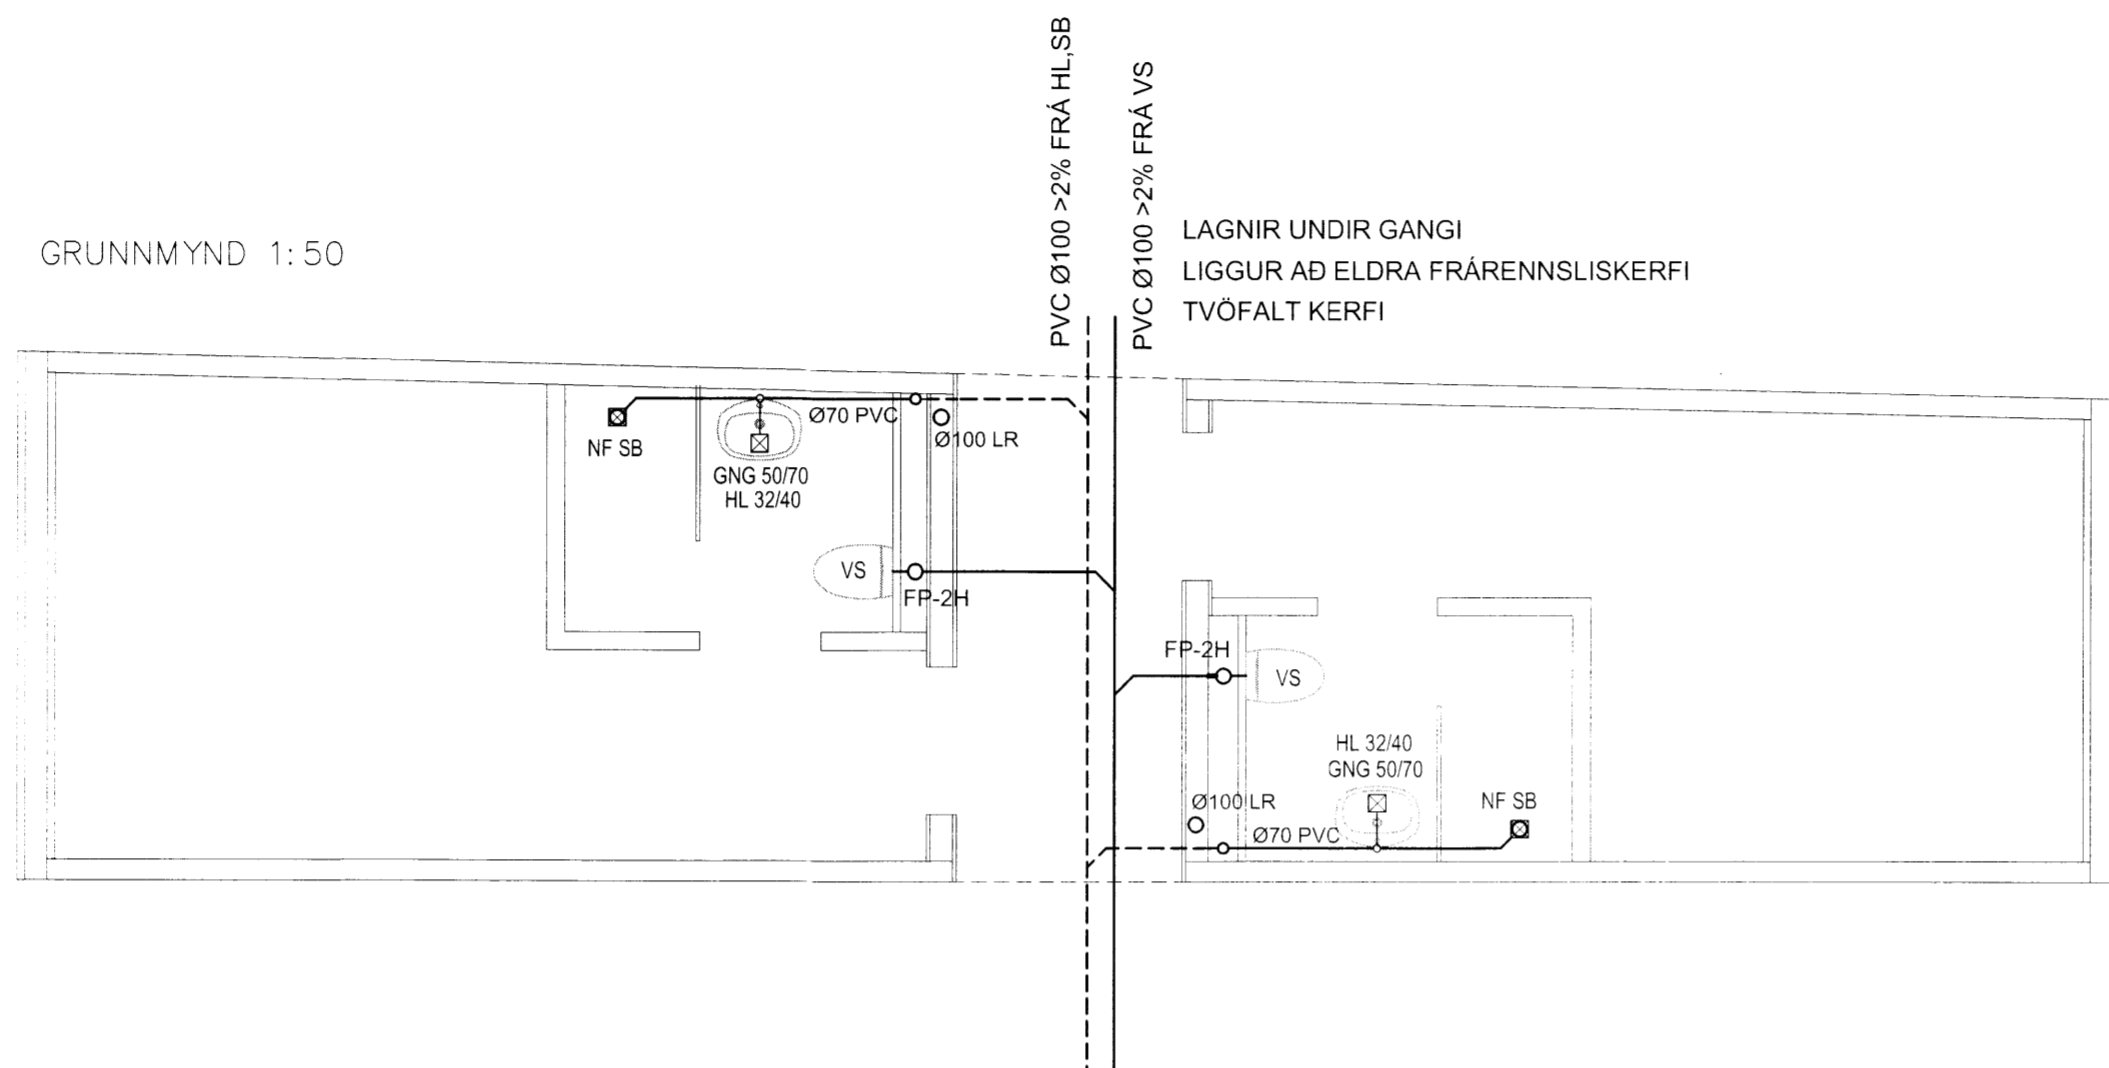 PVC Ø100 >2% FRÁ HL,SB
PVC Ø100 >2% FRÁ VS
GRUNNMYND 1:50
LAGNIR UNDIR GANGI
LIGGUR AÐ ELDRA FRÁRENNSLISKERFI
TVÖFALT KERFI
NF SB
Ø70 PVC
Ø100 LR
GNG 50/70
HL 32/40
VS
FP-2H
FP-2H
VS
HL 32/40
GNG 50/70
Ø100 LR
NF SB
Ø70 PVC